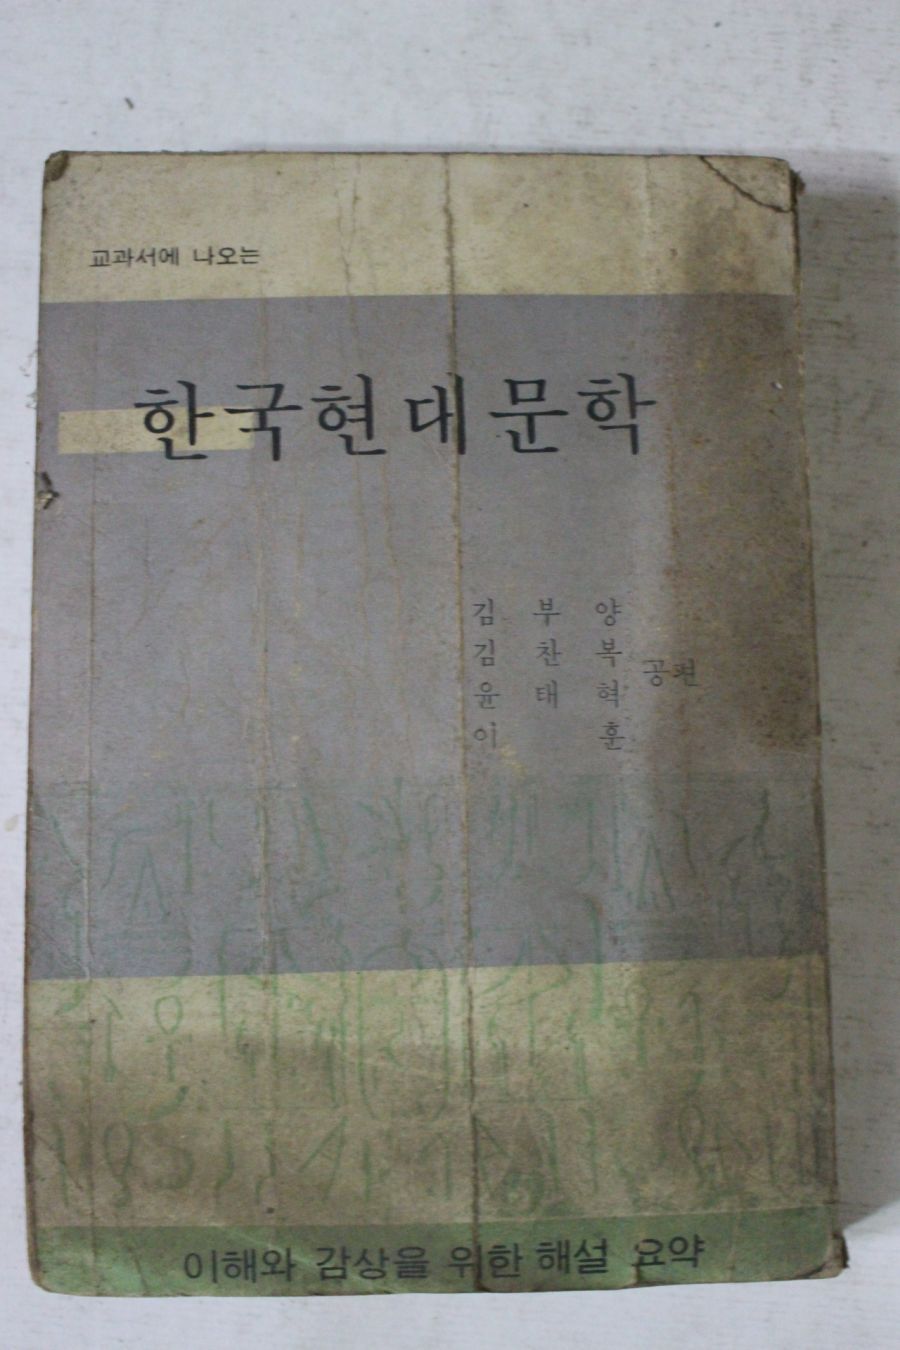 교과서에 나오는
한국현대문학
김 부 양
김 찬 복
윤 태 혁
이 훈
공편
이해와 감상을 위한 해설 요약